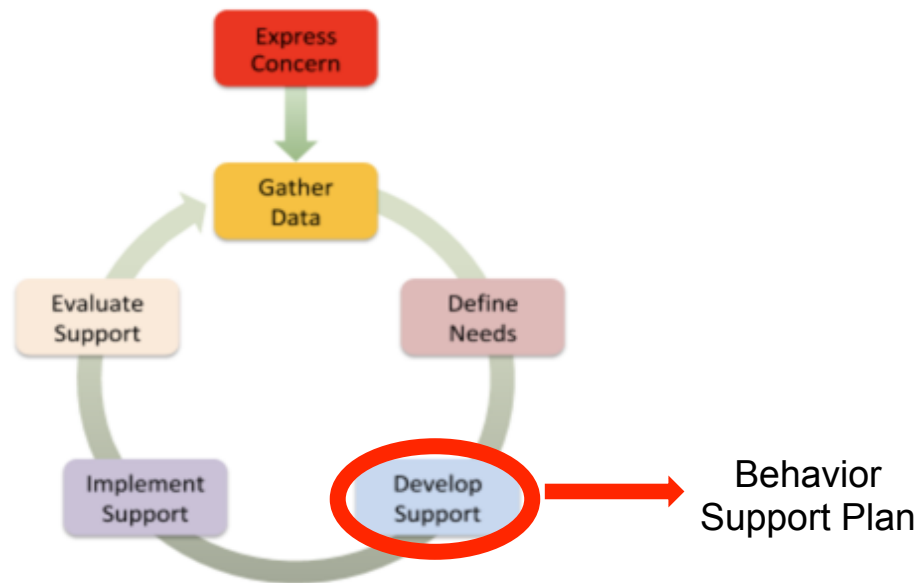 Express
Concern
Gather
Data
Define
Needs
Develop
Support
Behavior
Support Plan
Implement
Support
Evaluate
Support